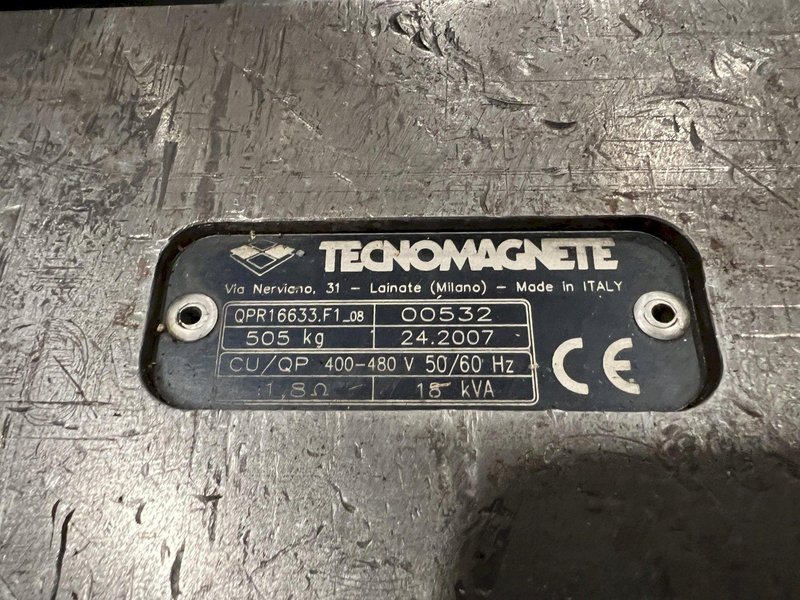 TECNOMAGNETE
Via Nerviano, 31 - Lainate (Milano) - Made in ITALY
QPR16633.F1_08 00532
505 kg 24.2007
CU/QP 400-480 V 50/60 Hz
1,8Ω 18 kVA
CE